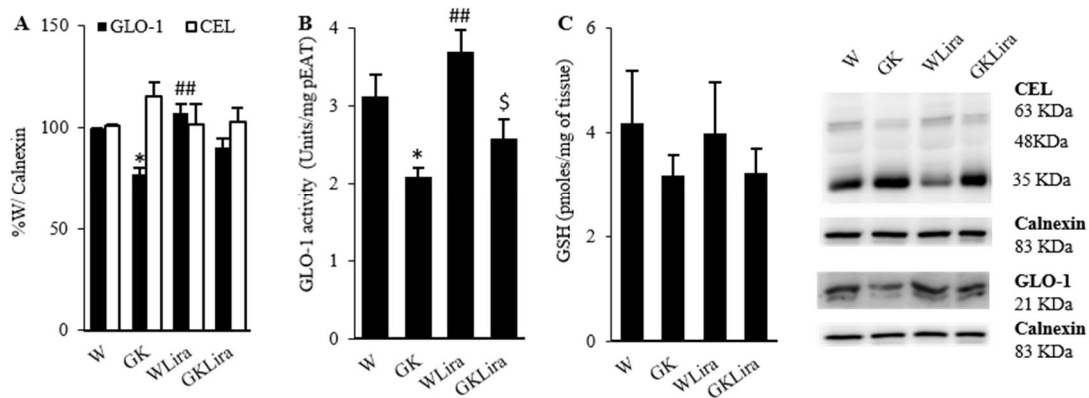 A
GLO-1
CEL
%W/ Calnexin
150
100
50
0
*
##
W
GK
WLira
GKLira
B
GLO-1 activity (Units/mg pEAT)
4
3
2
1
0
*
##
$
W
GK
WLira
GKLira
C
GSH (pmoles/mg of tissue)
6
4
2
0
W
GK
WLira
GKLira
W
GK
WLira
GKLira
CEL
63 KDa
48KDa
35 KDa
Calnexin
83 KDa
GLO-1
21 KDa
Calnexin
83 KDa